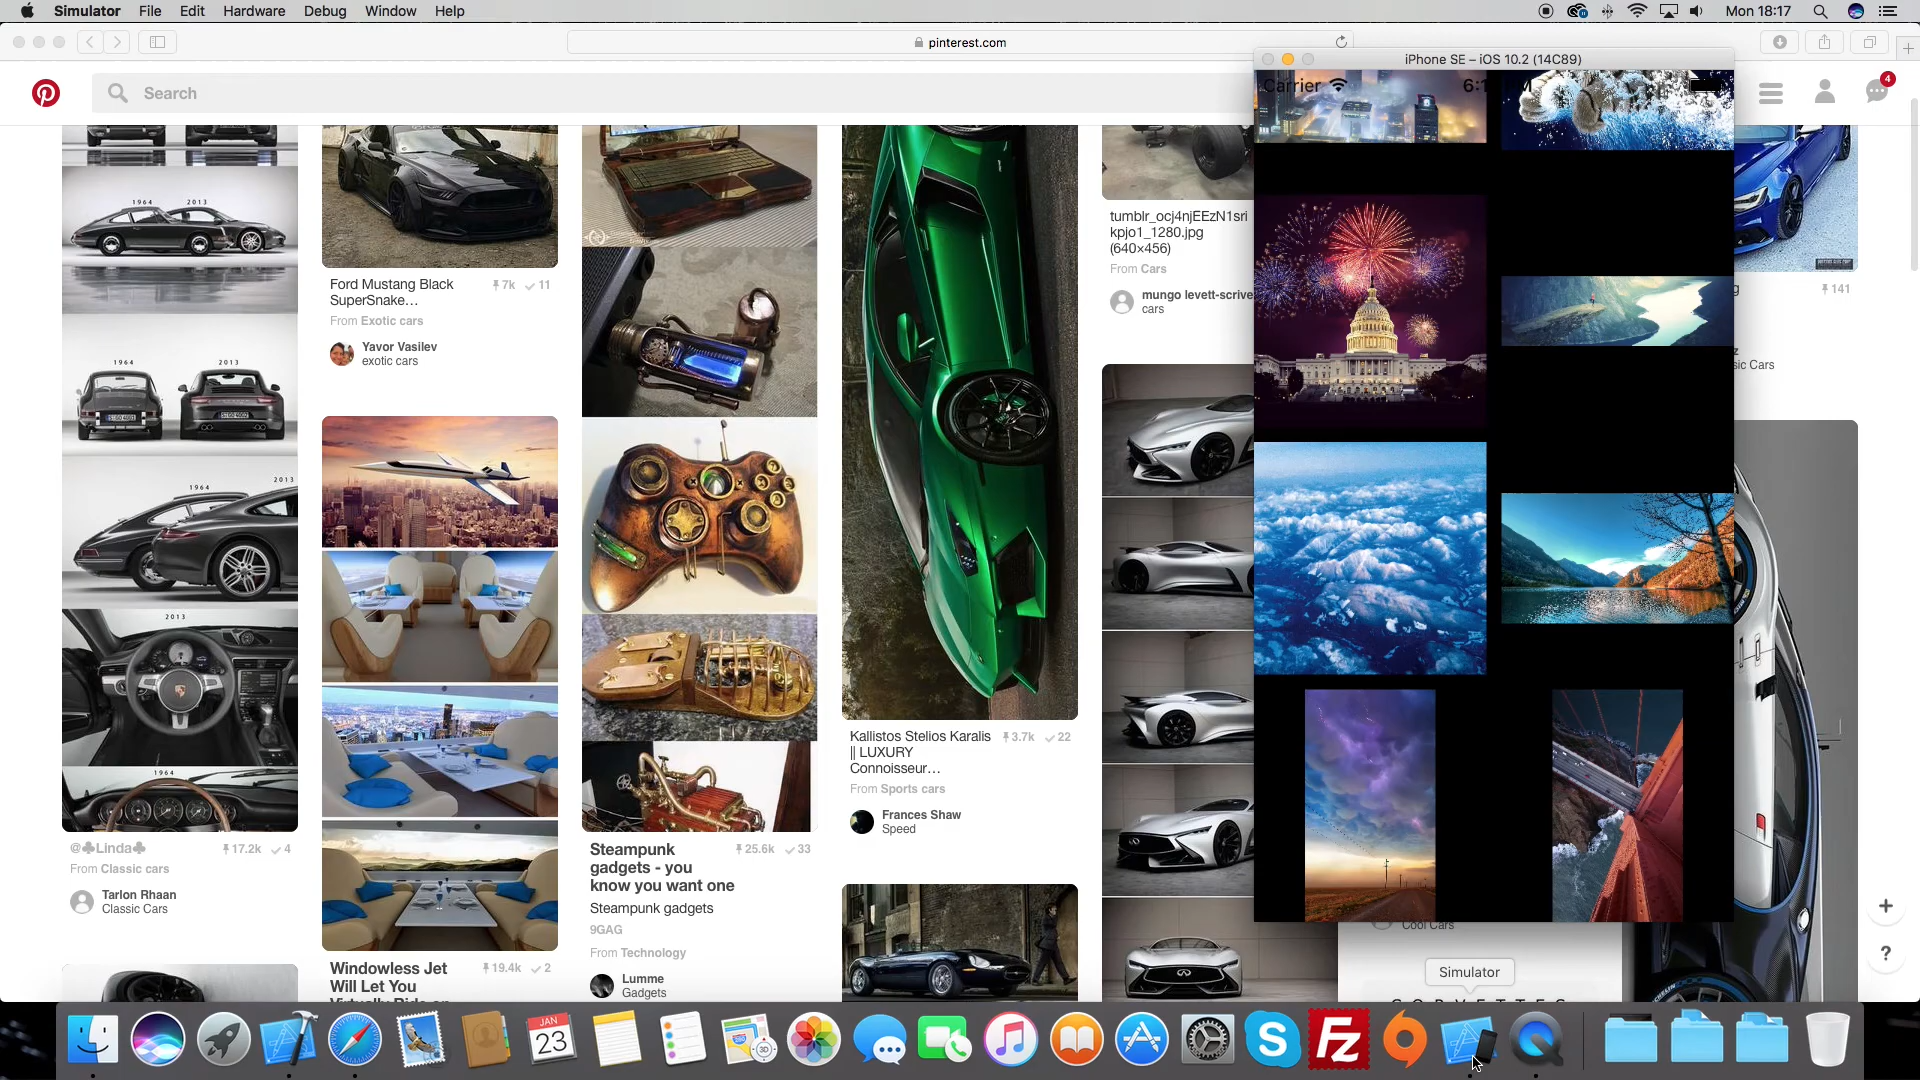 Simulator File Edit Hardware Debug Window Help
Mon 18:17
pinterest.com
iPhone SE – iOS 10.2 (14C89)
Search
Carrier
4
1964 2013
1964 2013
1964 2013
2013
1964
@♣Linda♣ 17.2k 4
From Classic cars
Tarlon Rhaan
Classic Cars
Ford Mustang Black SuperSnake… 7k 11
From Exotic cars
Yavor Vasilev
exotic cars
Windowless Jet 19.4k 2
Will Let You
Steampunk 25.6k 33
gadgets - you
know you want one
Steampunk gadgets
9GAG
From Technology
Lumme
Gadgets
Kallistos Stelios Karalis 3.7k 22
|| LUXURY
Connoisseur…
From Sports cars
Frances Shaw
Speed
tumblr_ocj4njEEzN1sri
kpjo1_1280.jpg
(640×456)
From Cars
mungo levett-scrive
cars
141
sic Cars
Cool Cars
Simulator
+
?
JAN
23
3D
S
Fz